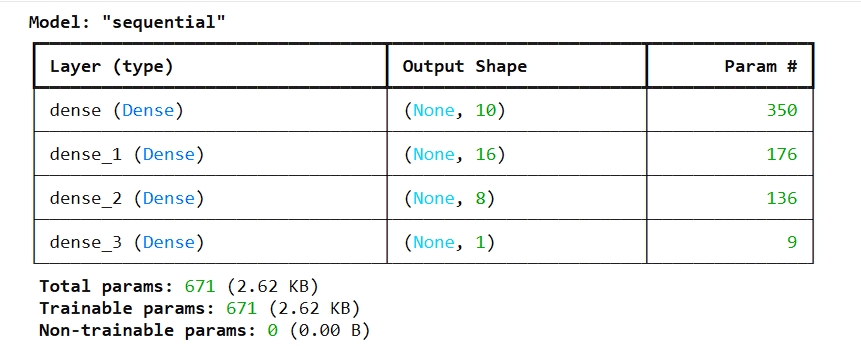 Model: "sequential"
Layer (type) Output Shape Param #
dense (Dense) (None, 10) 350
dense_1 (Dense) (None, 16) 176
dense_2 (Dense) (None, 8) 136
dense_3 (Dense) (None, 1) 9
Total params: 671 (2.62 KB)
Trainable params: 671 (2.62 KB)
Non-trainable params: 0 (0.00 B)